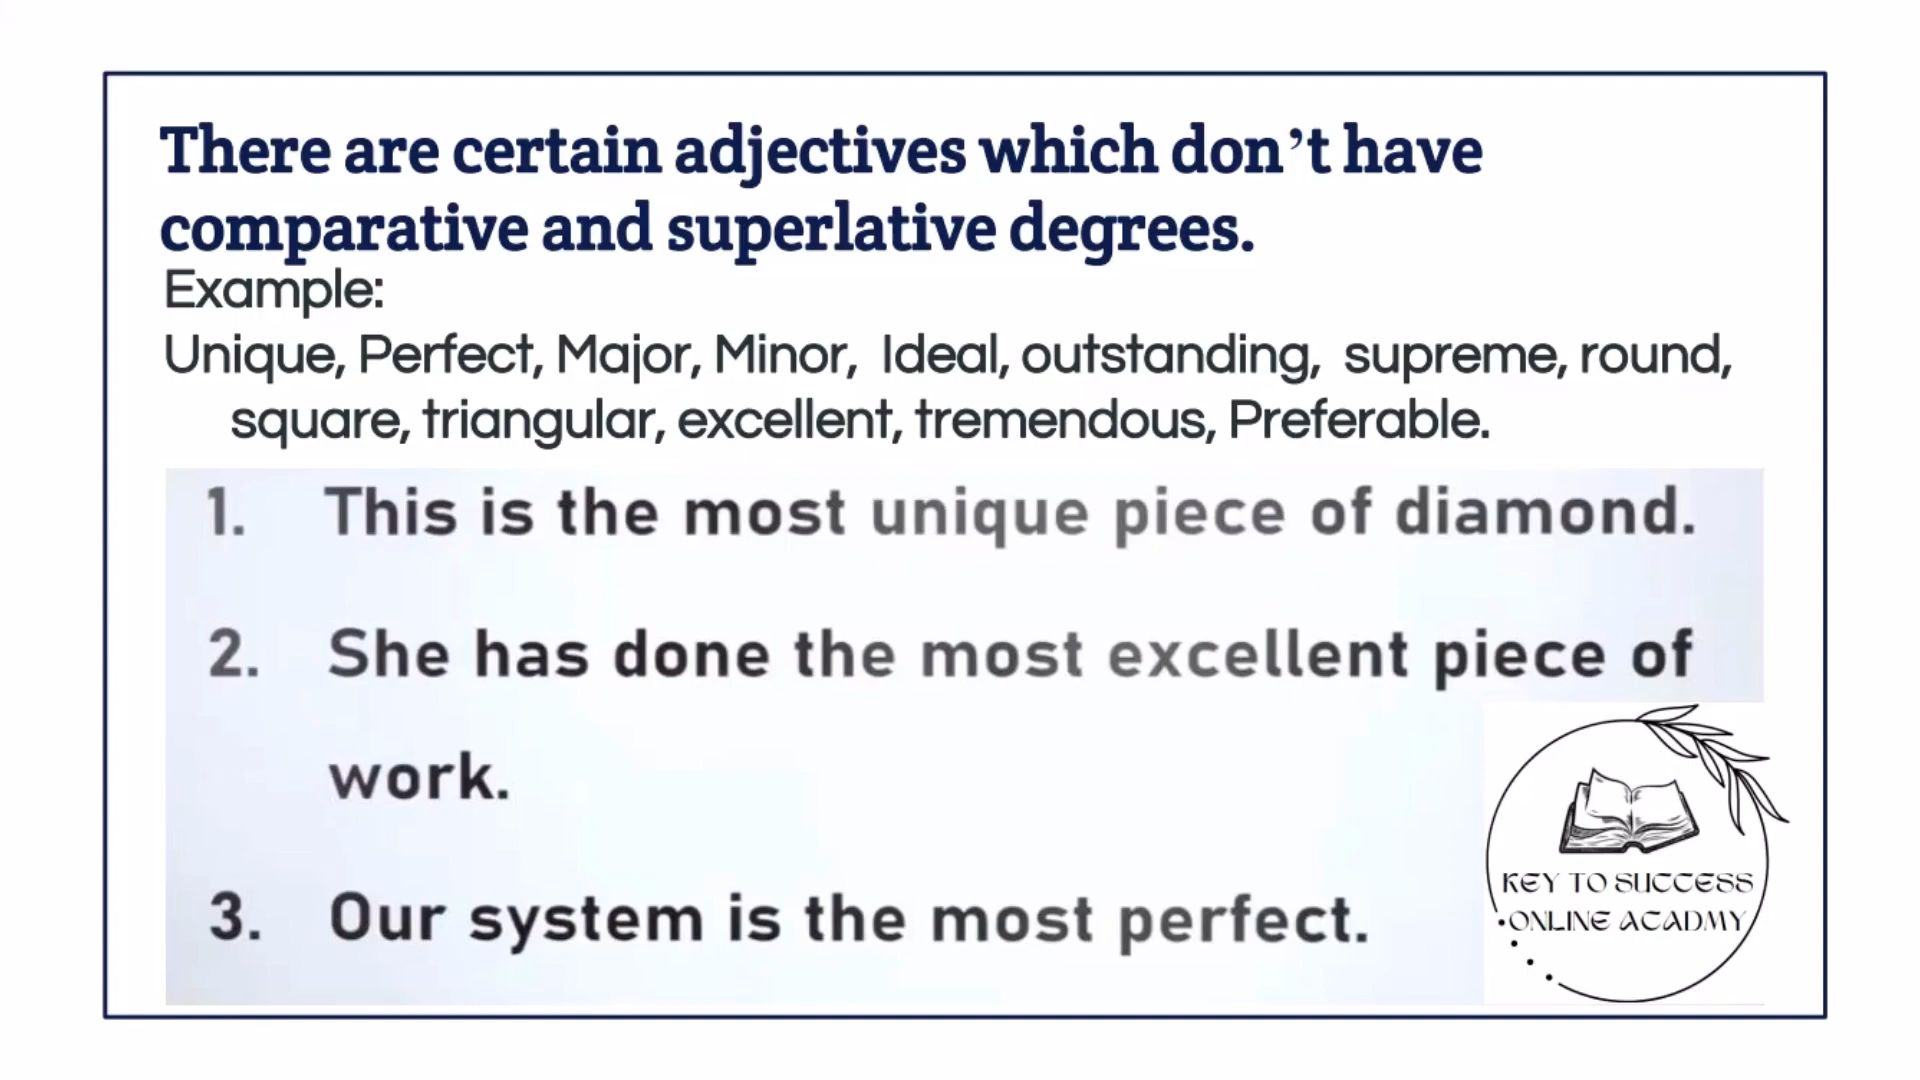 There are certain adjectives which don’t have
comparative and superlative degrees.
Example:
Unique, Perfect, Major, Minor, Ideal, outstanding, supreme, round,
square, triangular, excellent, tremendous, Preferable.
1. This is the most unique piece of diamond.
2. She has done the most excellent piece of
work.
3. Our system is the most perfect.
KEY TO SUCCESS
ONLINE ACADMY